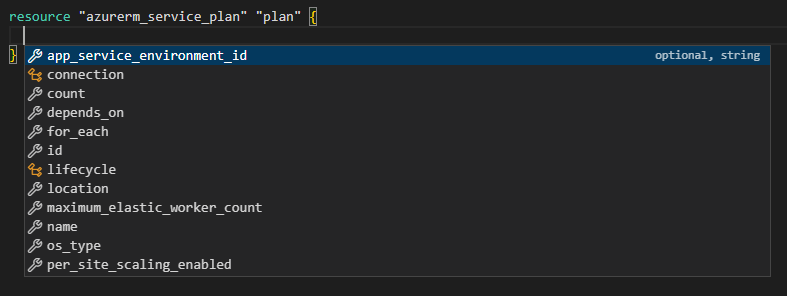 resource "azurerm_service_plan" "plan" {
}
app_service_environment_id optional, string
connection
count
depends_on
for_each
id
lifecycle
location
maximum_elastic_worker_count
name
os_type
per_site_scaling_enabled